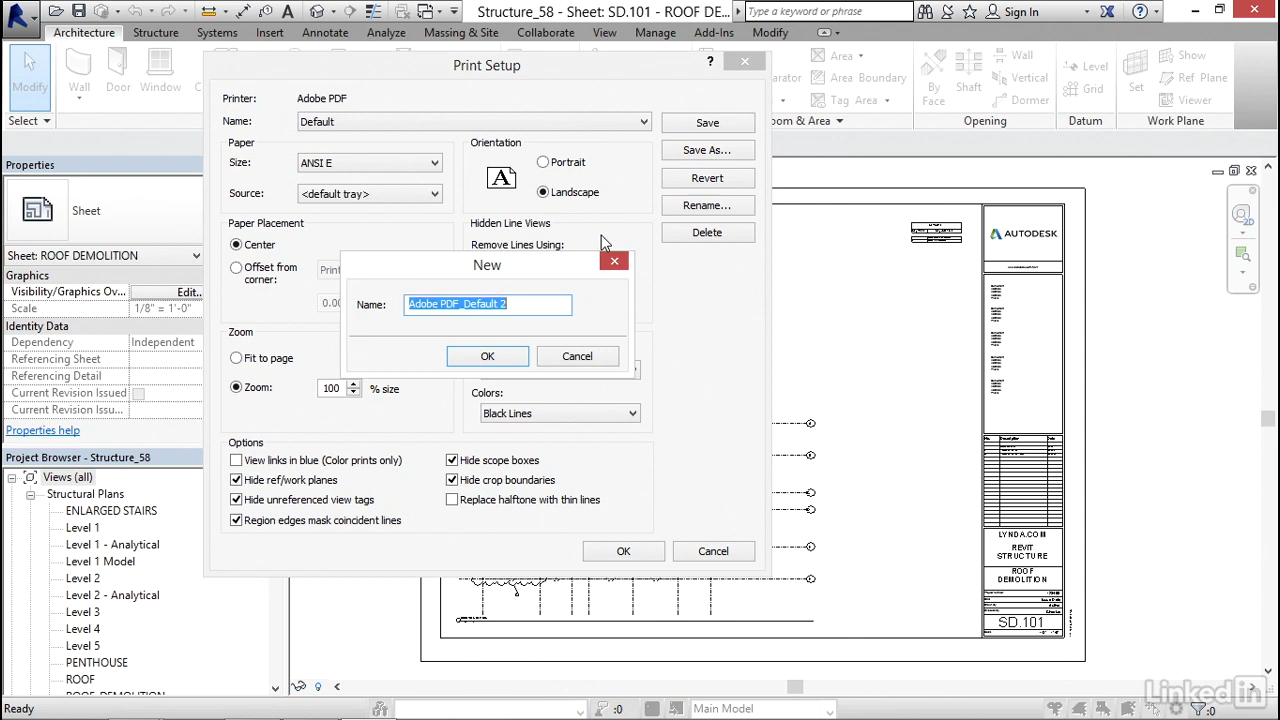 Structure_58 - Sheet: SD.101 - ROOF DE...
Type a keyword or phrase
Sign In
Architecture
Structure
Systems
Insert
Annotate
Analyze
Massing & Site
Collaborate
View
Manage
Add-Ins
Modify
Modify
Wall
Door
Window
Area
Area Boundary
Tag Area
By
Face
Shaft
Wall
Vertical
Dormer
Level
Grid
Set
Show
Ref Plane
Viewer
Select
Opening
Datum
Work Plane
Print Setup
Printer:
Adobe PDF
Name:
Default
Save
Paper
Size:
ANSI E
Source:
<default tray>
Orientation
A
Portrait
Landscape
Save As...
Revert
Rename...
Delete
Paper Placement
Center
Offset from
corner:
Hidden Line Views
Remove Lines Using:
New
Name:
Adobe PDF_Default 2
OK
Cancel
Zoom
Fit to page
Zoom:
100
% size
Colors:
Black Lines
Options
View links in blue (Color prints only)
Hide ref/work planes
Hide unreferenced view tags
Region edges mask coincident lines
Hide scope boxes
Hide crop boundaries
Replace halftone with thin lines
OK
Cancel
Properties
Sheet
Sheet: ROOF DEMOLITION
Graphics
Visibility/Graphics Ov...
Edit...
Scale
1/8" = 1'-0"
Identity Data
Dependency
Independent
Referencing Sheet
Referencing Detail
Current Revision Issued
Current Revision Issu...
Properties help
Project Browser - Structure_58
Views (all)
Structural Plans
ENLARGED STAIRS
Level 1
Level 1 - Analytical
Level 1 Model
Level 2
Level 2 - Analytical
Level 3
Level 4
Level 5
PENTHOUSE
ROOF
ROOF DEMOLITION
AUTODESK
No.
Description
Date
LYNDA.COM
REVIT
STRUCTURE
ROOF
DEMOLITION
SD.101
Ready
:0
Main Model
:0
LinkedIn